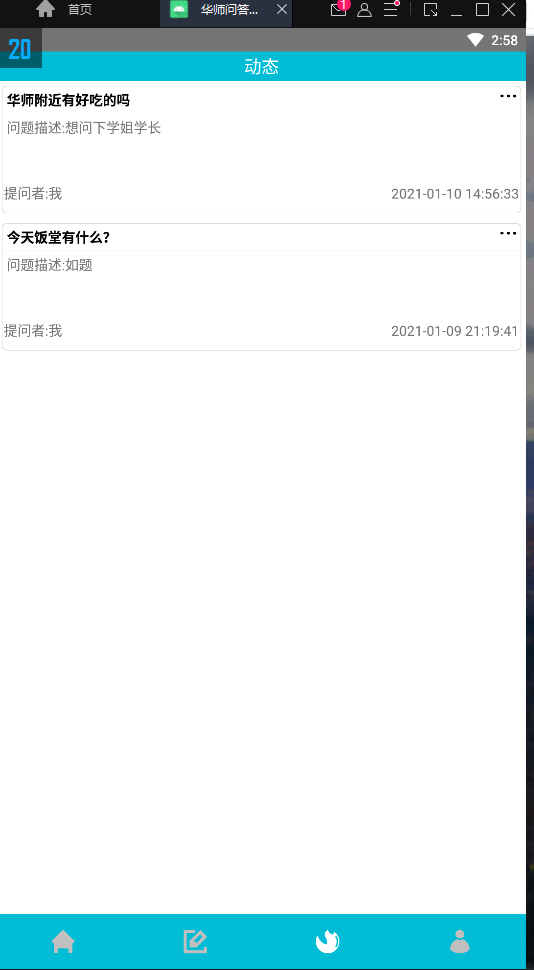 首页
华师问答...
1
20
2:58
动态
华师附近有好吃的吗
问题描述:想问下学姐学长
提问者:我
2021-01-10 14:56:33
今天饭堂有什么?
问题描述:如题
提问者:我
2021-01-09 21:19:41